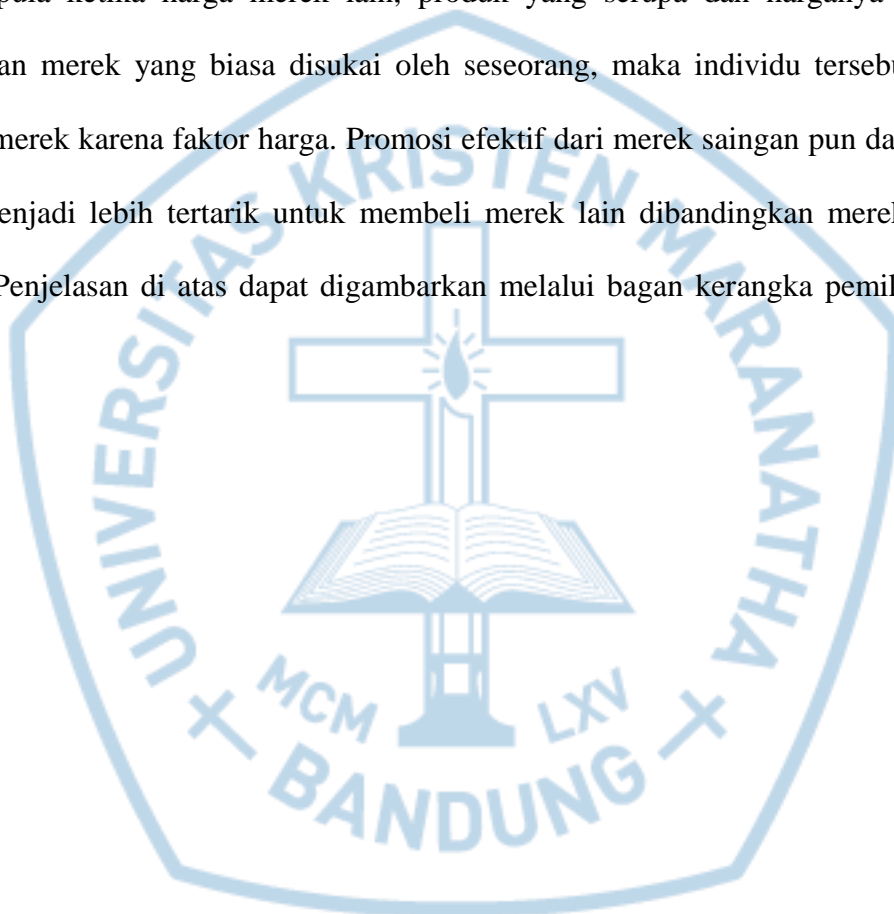 pula ketika harga merek lain, produk yang serupa dan harganya
an merek yang biasa disukai oleh seseorang, maka individu tersebu
merek karena faktor harga. Promosi efektif dari merek saingan pun da
enjadi lebih tertarik untuk membeli merek lain dibandingkan merek
Penjelasan di atas dapat digambarkan melalui bagan kerangka pemik
UNIVERSITAS KRISTEN MARANATHA
MCM LXV
BANDUNG